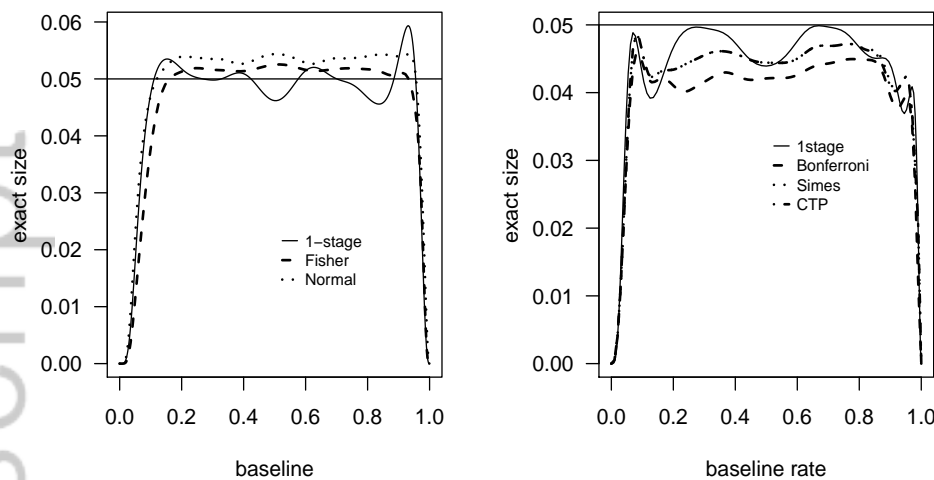 0.06
0.05
0.04
0.03
0.02
0.01
0.00
exact size
1−stage
Fisher
Normal
0.0 0.2 0.4 0.6 0.8 1.0
baseline
0.05
0.04
0.03
0.02
0.01
0.00
exact size
1stage
Bonferroni
Simes
CTP
0.0 0.2 0.4 0.6 0.8 1.0
baseline rate